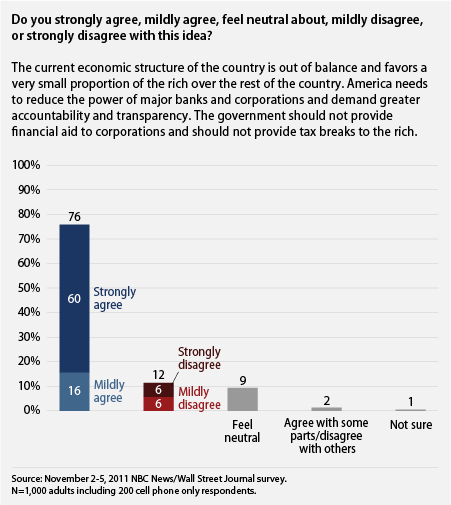 Do you strongly agree, mildly agree, feel neutral about, mildly disagree,
or strongly disagree with this idea?
The current economic structure of the country is out of balance and favors a
very small proportion of the rich over the rest of the country. America needs
to reduce the power of major banks and corporations and demand greater
accountability and transparency. The government should not provide
financial aid to corporations and should not provide tax breaks to the rich.
100%
90%
80%
70%
60%
50%
40%
30%
20%
10%
0%
76
60
Strongly
agree
16
Mildly
agree
12
6
Strongly
disagree
6
Mildly
disagree
9
Feel
neutral
2
Agree with some
parts/disagree
with others
1
Not sure
Source: November 2-5, 2011 NBC News/Wall Street Journal survey.
N=1,000 adults including 200 cell phone only respondents.